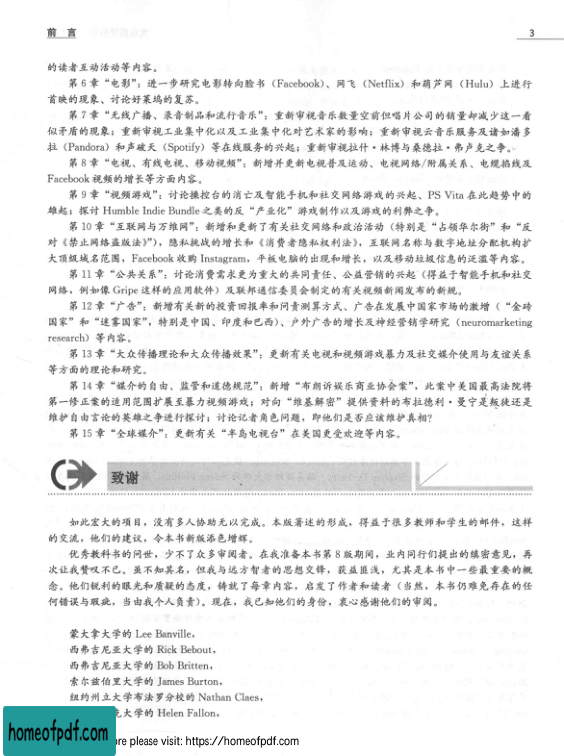 前 言
3
的读者互动活动等内容。
第 6 章“电影”：进一步研究电影转向脸书（Facebook）、网飞（Netflix）和葫芦网（Hulu）上进行
首映的现象、讨论好莱坞的复苏。
第 7 章“无线广播、录音制品和流行音乐”：重新审视音乐数量空前但唱片公司的销量却减少这一看
似矛盾的现象；重新审视工业集中化以及工业集中化对艺术家的影响；重新审视云音乐服务及诸如潘多
拉（Pandora）和声破天（Spotify）等在线服务的兴起；重新审视拉什·林博与桑德拉·弗卢克之争。
第 8 章“电视、有线电视、移动视频”：新增并更新电视普及运动、电视网络/附属关系、电缆掐线及
Facebook 视频的增长等方面内容。
第 9 章“视频游戏”：讨论操控台的消亡及智能手机和社交网络游戏的兴起、PS Vita 在此趋势中的
雄起；探讨 Humble Indie Bundle 之类的反“产业化”游戏制作以及游戏的利弊之争。
第 10 章“互联网与万维网”：新增和更新了有关社交网络和政治活动（特别是“占领华尔街”和“反
对《禁止网络盗版法》”），隐私挑战的增长和《消费者隐私权利法》，互联网名称与数字地址分配机构扩
大顶级域名范围，Facebook 收购 Instagram，平板电脑的出现和增长，以及移动垃圾信息的泛滥等内容。
第 11 章“公共关系”：讨论消费需求更为重大的共同责任、公益营销的兴起（得益于智能手机和社交
网络，例如像 Gripe 这样的应用软件）及联邦通信委员会制定的有关视频新闻发布的新规。
第 12 章“广告”：新增有关新的投资回报率和问责测算方式、广告在发展中国家市场的激增（“金砖
国家”和“迷雾国家”，特别是中国、印度和巴西）、户外广告的增长及神经营销学研究（neuromarketing
research）等内容。
第 13 章“大众传播理论和大众传播效果”：更新有关电视和视频游戏暴力及社交媒介使用与友谊关系
等方面的理论和研究。
第 14 章“媒介的自由、监管和道德规范”：新增“布朗诉娱乐商业协会案”，此案中美国最高法院将
第一修正案的适用范围扩展至暴力视频游戏；对向“维基解密”提供资料的布拉德利·曼宁是叛徒还是
维护自由言论的英雄之争进行探讨；讨论记者角色问题，即他们是否应该维护真相？
第 15 章“全球媒介”：更新有关“半岛电视台”在美国更受欢迎等内容。
致谢
如此宏大的项目，没有多人协助无以完成。本版著述的形成，得益于很多教师和学生的邮件，这样
的交流，他们的建议，令本书新版添色增辉。
优秀教科书的问世，少不了众多审阅者。在我准备本书第 8 版期间，业内同行们提出的缜密意见，再
次让我赞叹不已。虽不知其名，但我与远方智者的思想交锋，获益匪浅，尤其是本书中一些最重要的概
念。他们锐利的眼光和质疑的态度，铸就了每章内容，启发了作者和读者（当然，本书仍难免存在的任
何错误与瑕疵，当由我个人负责）。现在，我已知他们的身份，衷心感谢他们的审阅。
蒙大拿大学的 Lee Banville，
西弗吉尼亚大学的 Rick Bebout，
西弗吉尼亚大学的 Bob Britten，
索尔兹伯里大学的 James Burton，
纽约州立大学布法罗分校的 Nathan Claes，
克大学的 Helen Fallon，
homeofpdf.com
re please visit: https://homeofpdf.com